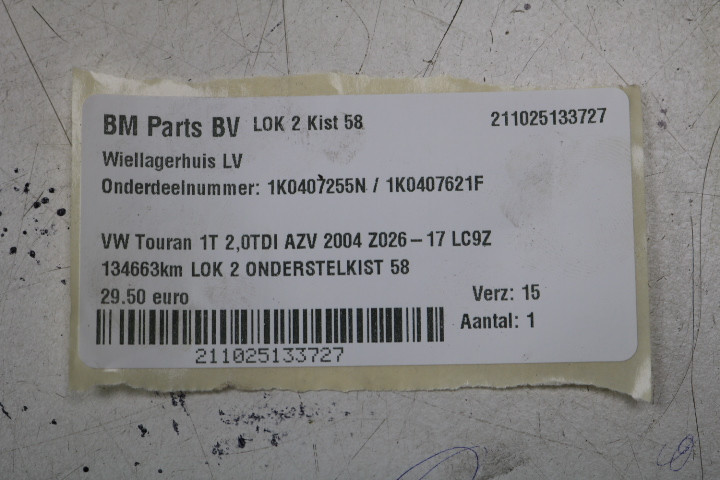 BM Parts BV LOK 2 Kist 58 211025133727
Wiellagerhuis LV
Onderdeelnummer: 1K0407255N / 1K0407621F
VW Touran 1T 2,0TDI AZV 2004 Z026-17 LC9Z
134663km LOK 2 ONDERSTELKIST 58
29.50 euro Verz: 15
Aantal: 1
211025133727